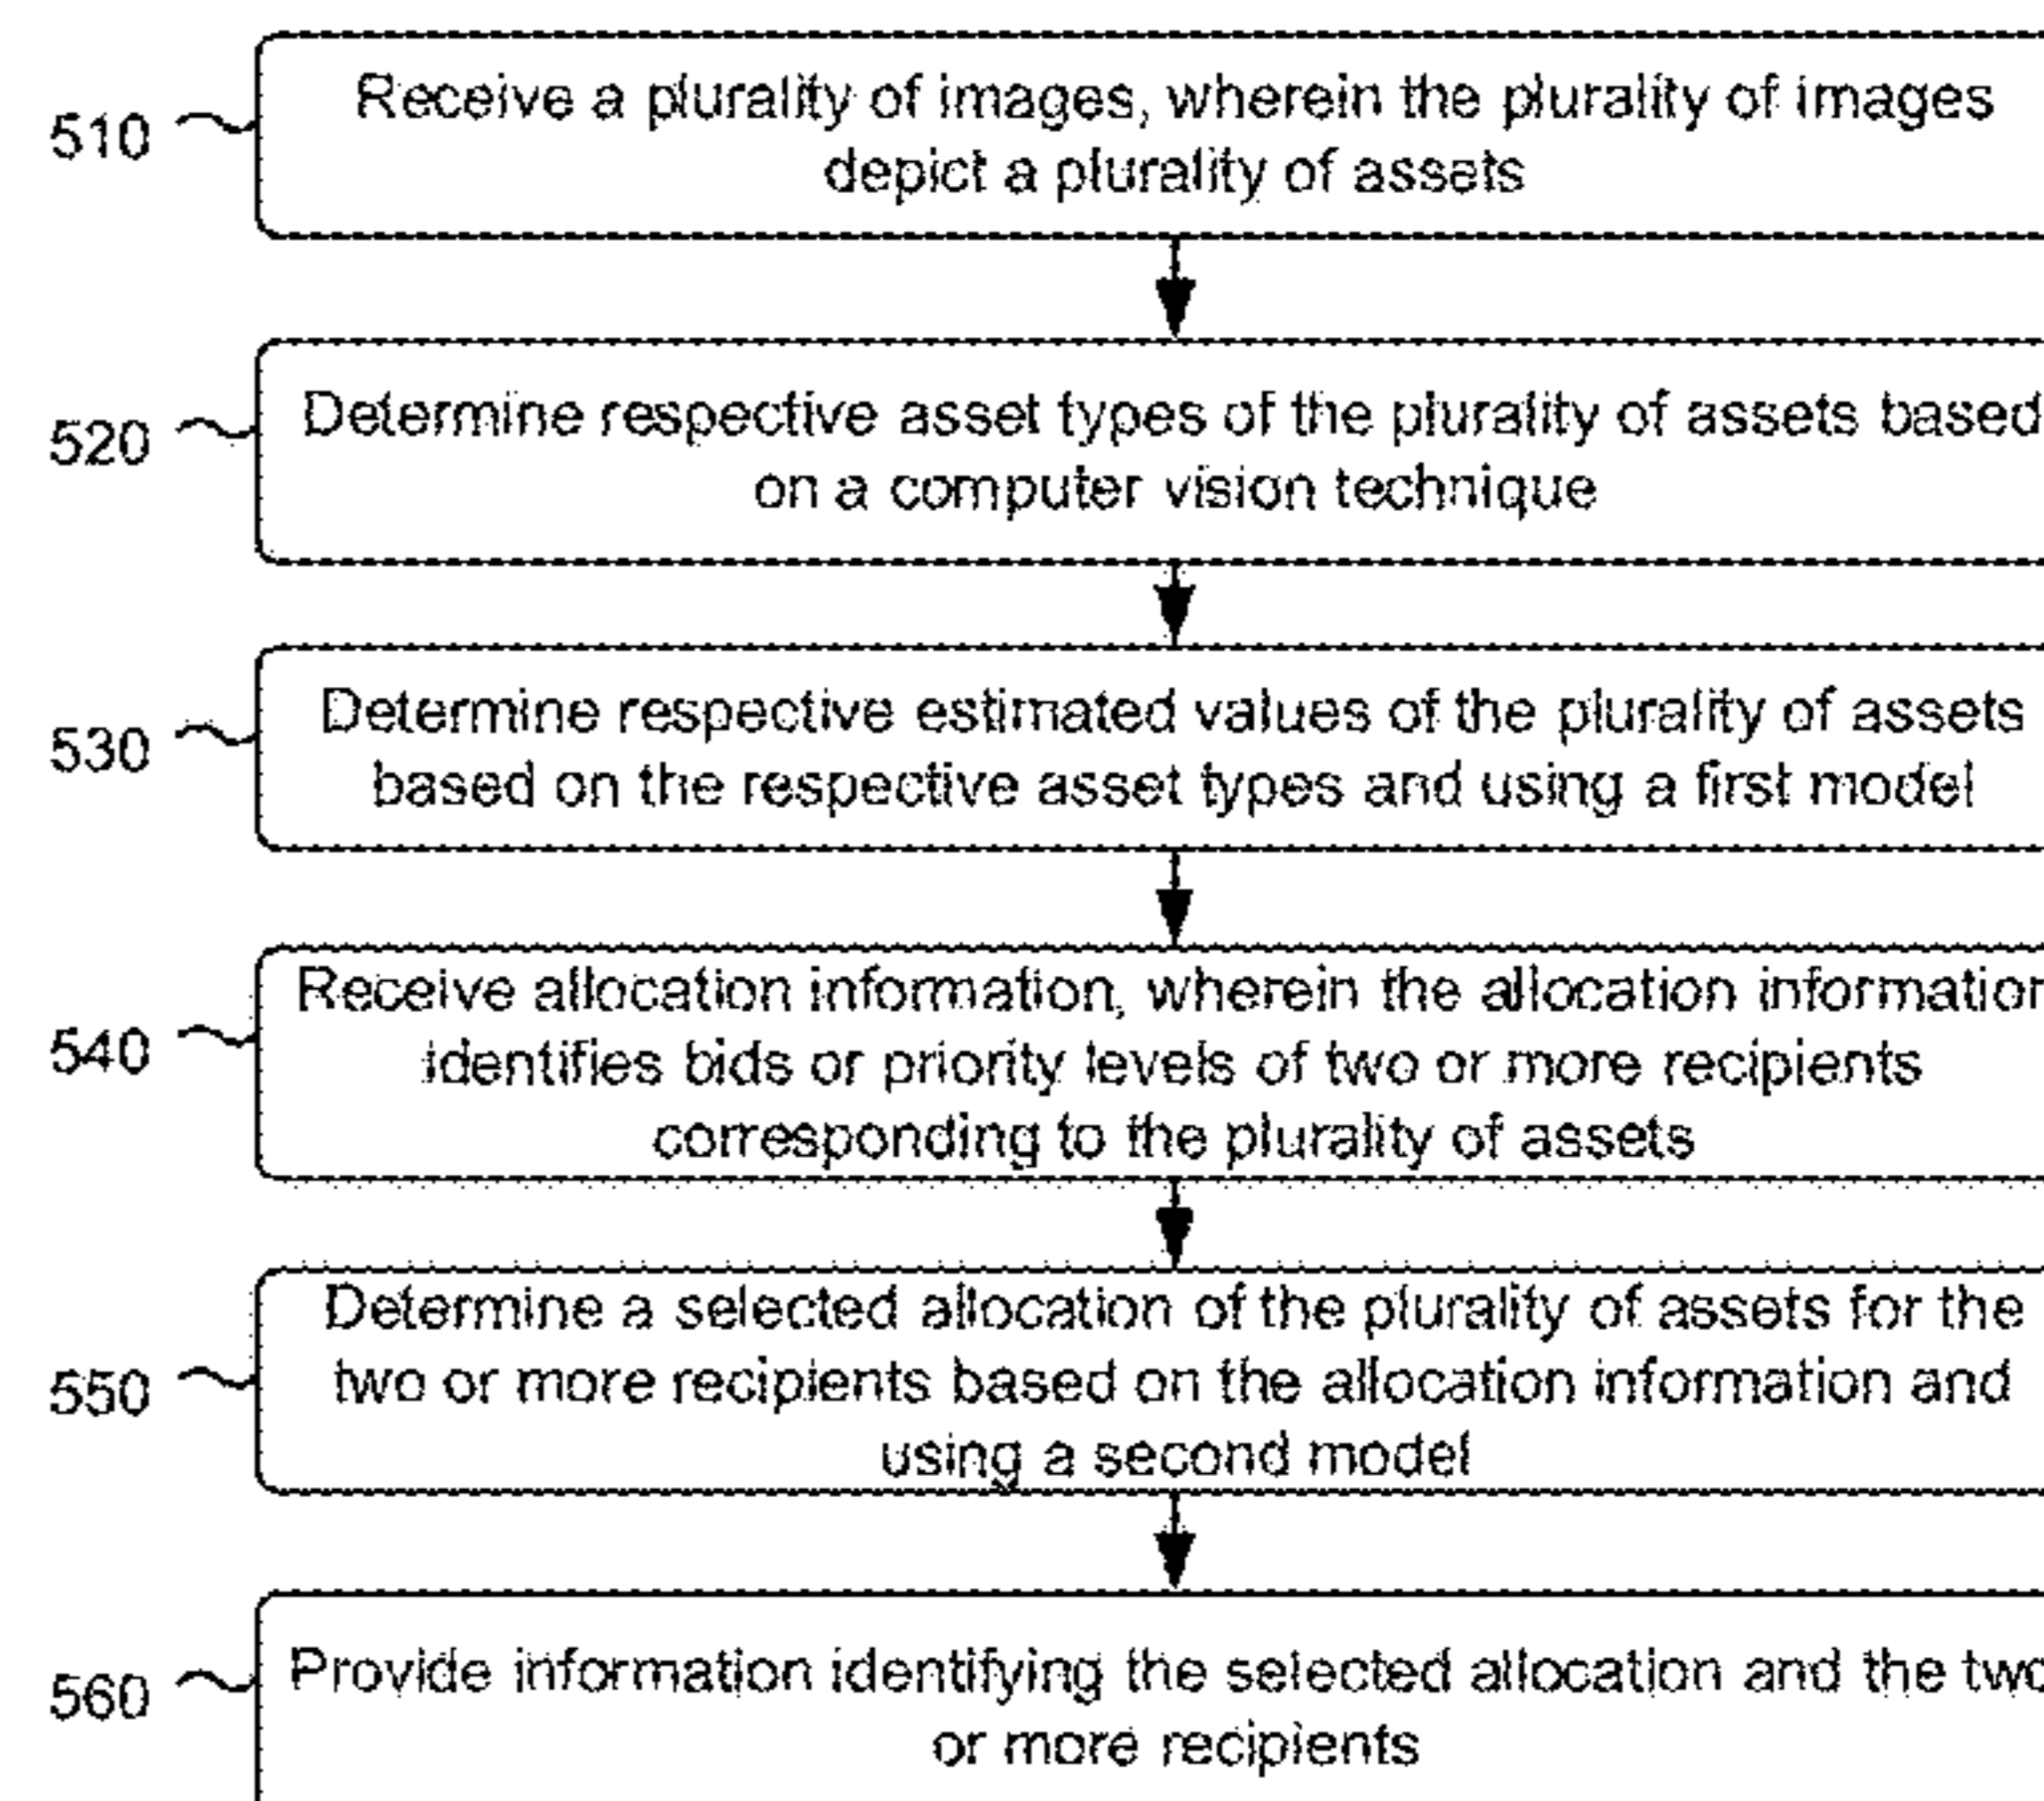 510
Receive a plurality of images, wherein the plurality of images
depict a plurality of assets
520
Determine respective asset types of the plurality of assets based
on a computer vision technique
530
Determine respective estimated values of the plurality of assets
based on the respective asset types and using a first model
540
Receive allocation information, wherein the allocation information
identifies bids or priority levels of two or more recipients
corresponding to the plurality of assets
550
Determine a selected allocation of the plurality of assets for the
two or more recipients based on the allocation information and
using a second model
560
Provide information identifying the selected allocation and the two
or more recipients